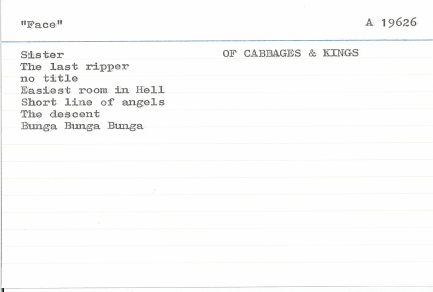 "Face" A 19626
Sister OF CABBAGES & KINGS
The last ripper
no title
Easiest room in Hell
Short line of angels
The descent
Bunga Bunga Bunga